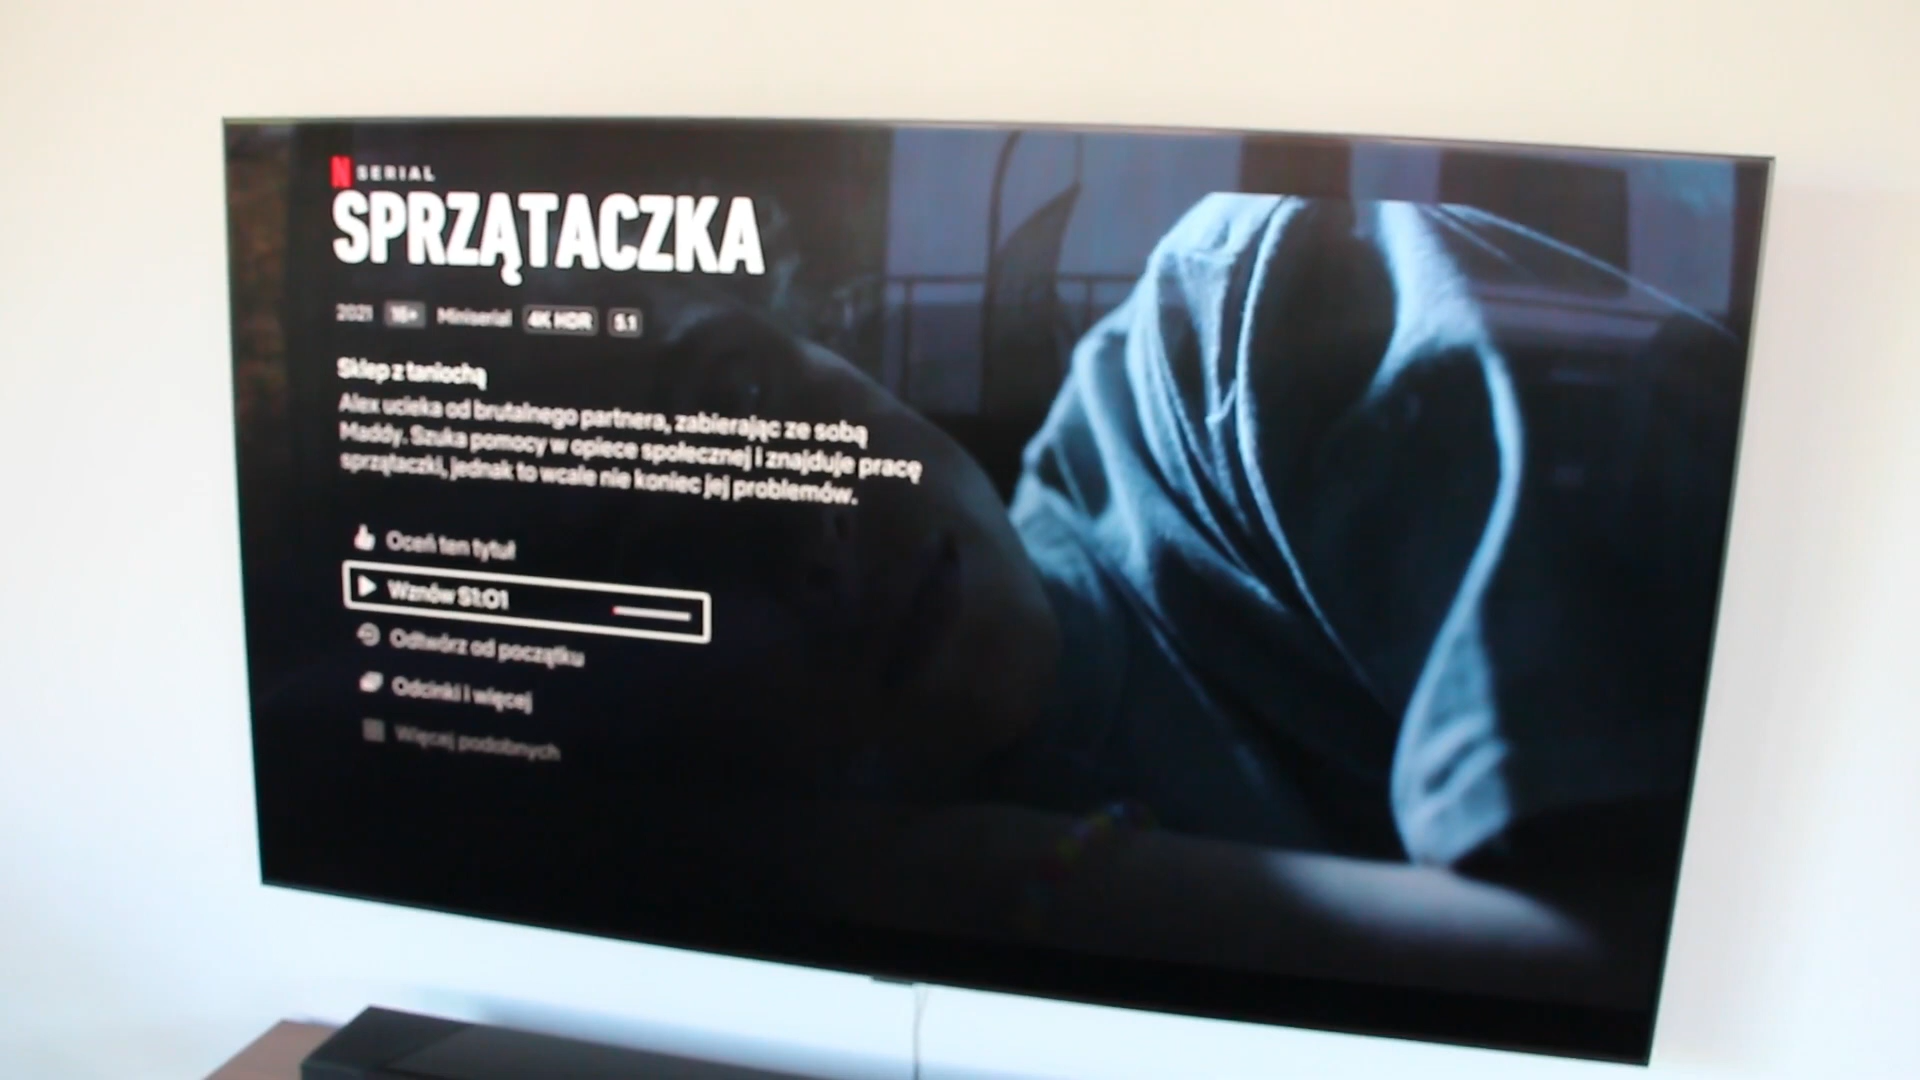 N SERIAL
SPRZĄTACZKA
2021 16+ Miniserial 4K HDR 5.1
Sklep z taniochą
Alex ucieka od brutalnego partnera, zabierając ze sobą
Maddy. Szuka pomocy w opiece społecznej i znajduje pracę
sprzątaczki, jednak to wcale nie koniec jej problemów.
Oceń ten tytuł
Wznów S1:O1
Odtwórz od początku
Odcinki i więcej
Więcej podobnych